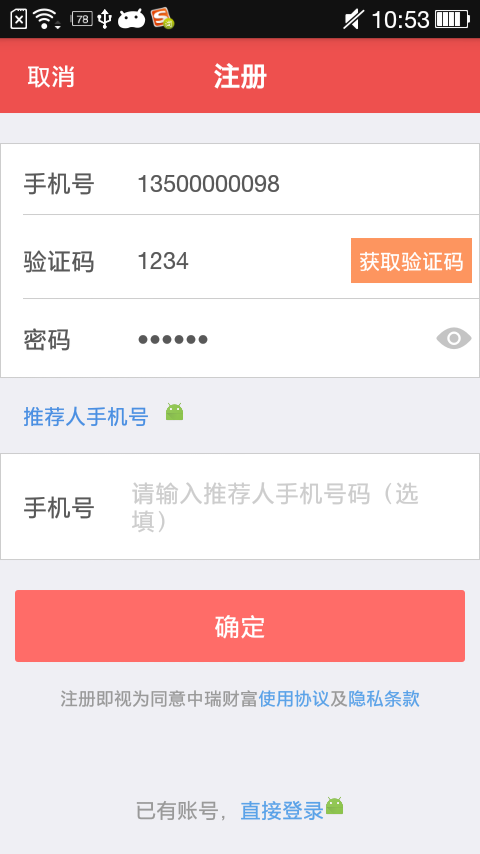 78 10:53
取消 注册
手机号 13500000098
验证码 1234 获取验证码
密码 ••••••
推荐人手机号
手机号 请输入推荐人手机号码（选
填）
确定
注册即视为同意中瑞财富使用协议及隐私条款
已有账号，直接登录